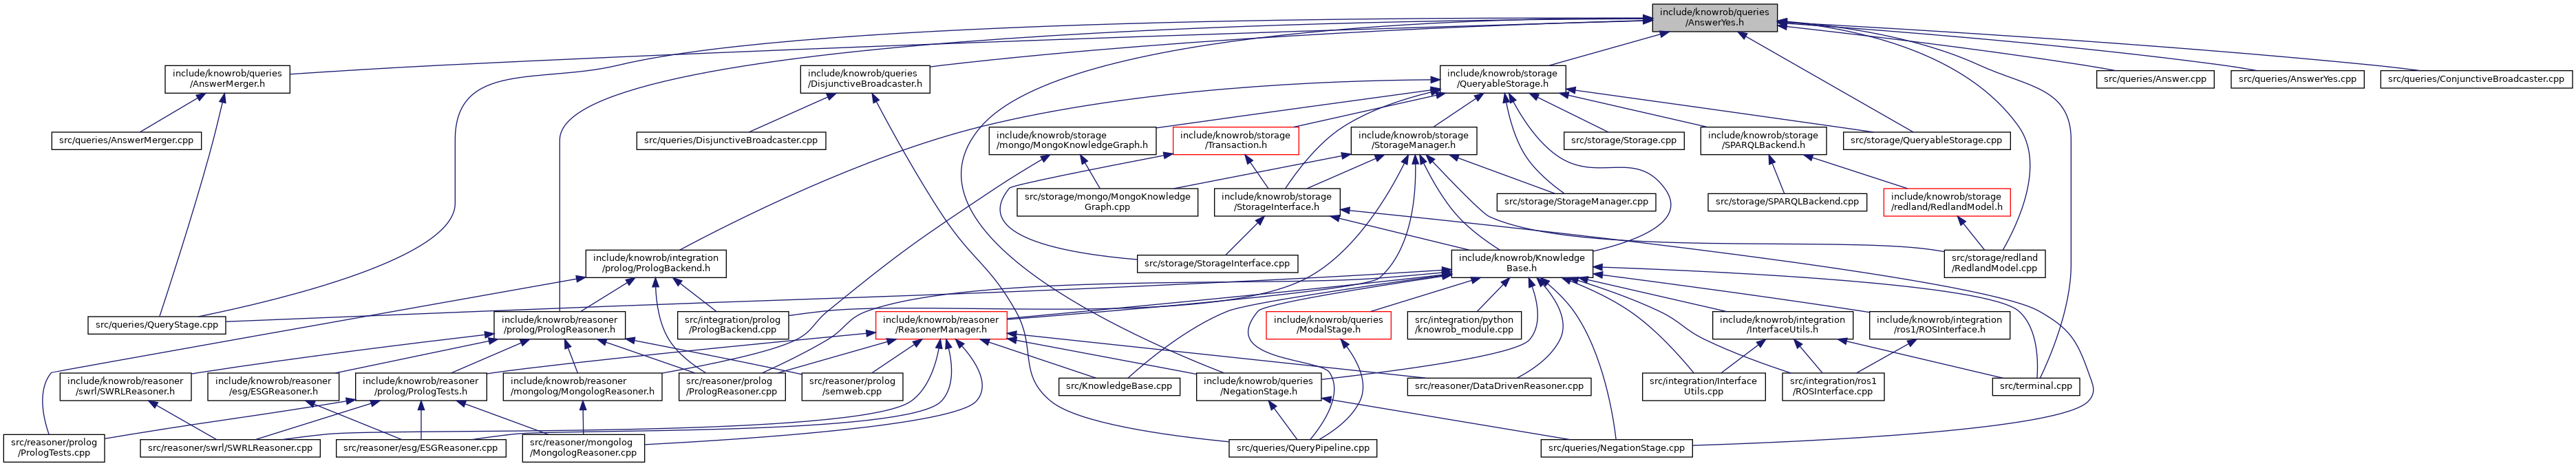 include/knowrob/queries
/AnswerYes.h
include/knowrob/queries
/AnswerMerger.h
include/knowrob/queries
/DisjunctiveBroadcaster.h
include/knowrob/storage
/QueryableStorage.h
src/queries/Answer.cpp
src/queries/AnswerYes.cpp
src/queries/ConjunctiveBroadcaster.cpp
src/queries/AnswerMerger.cpp
src/queries/DisjunctiveBroadcaster.cpp
include/knowrob/storage
/mongo/MongoKnowledgeGraph.h
include/knowrob/storage
/Transaction.h
include/knowrob/storage
/StorageManager.h
src/storage/Storage.cpp
include/knowrob/storage
/SPARQLBackend.h
src/storage/QueryableStorage.cpp
src/storage/mongo/MongoKnowledge
Graph.cpp
include/knowrob/storage
/StorageInterface.h
src/storage/StorageManager.cpp
src/storage/SPARQLBackend.cpp
include/knowrob/storage
/redland/RedlandModel.h
include/knowrob/integration
/prolog/PrologBackend.h
src/storage/StorageInterface.cpp
include/knowrob/Knowledge
Base.h
src/storage/redland
/RedlandModel.cpp
src/queries/QueryStage.cpp
include/knowrob/reasoner
/prolog/PrologReasoner.h
src/integration/prolog
/PrologBackend.cpp
include/knowrob/reasoner
/ReasonerManager.h
include/knowrob/queries
/ModalStage.h
src/integration/python
/knowrob_module.cpp
include/knowrob/integration
/InterfaceUtils.h
include/knowrob/integration
/ros1/ROSInterface.h
include/knowrob/reasoner
/swrl/SWRLReasoner.h
include/knowrob/reasoner
/esg/ESGReasoner.h
include/knowrob/reasoner
/prolog/PrologTests.h
include/knowrob/reasoner
/mongolog/MongologReasoner.h
src/reasoner/prolog
/PrologReasoner.cpp
src/reasoner/prolog
/semweb.cpp
src/KnowledgeBase.cpp
include/knowrob/queries
/NegationStage.h
src/reasoner/DataDrivenReasoner.cpp
src/integration/Interface
Utils.cpp
src/integration/ros1
/ROSInterface.cpp
src/terminal.cpp
src/reasoner/prolog
/PrologTests.cpp
src/reasoner/swrl/SWRLReasoner.cpp
src/reasoner/esg/ESGReasoner.cpp
src/reasoner/mongolog
/MongologReasoner.cpp
src/queries/QueryPipeline.cpp
src/queries/NegationStage.cpp